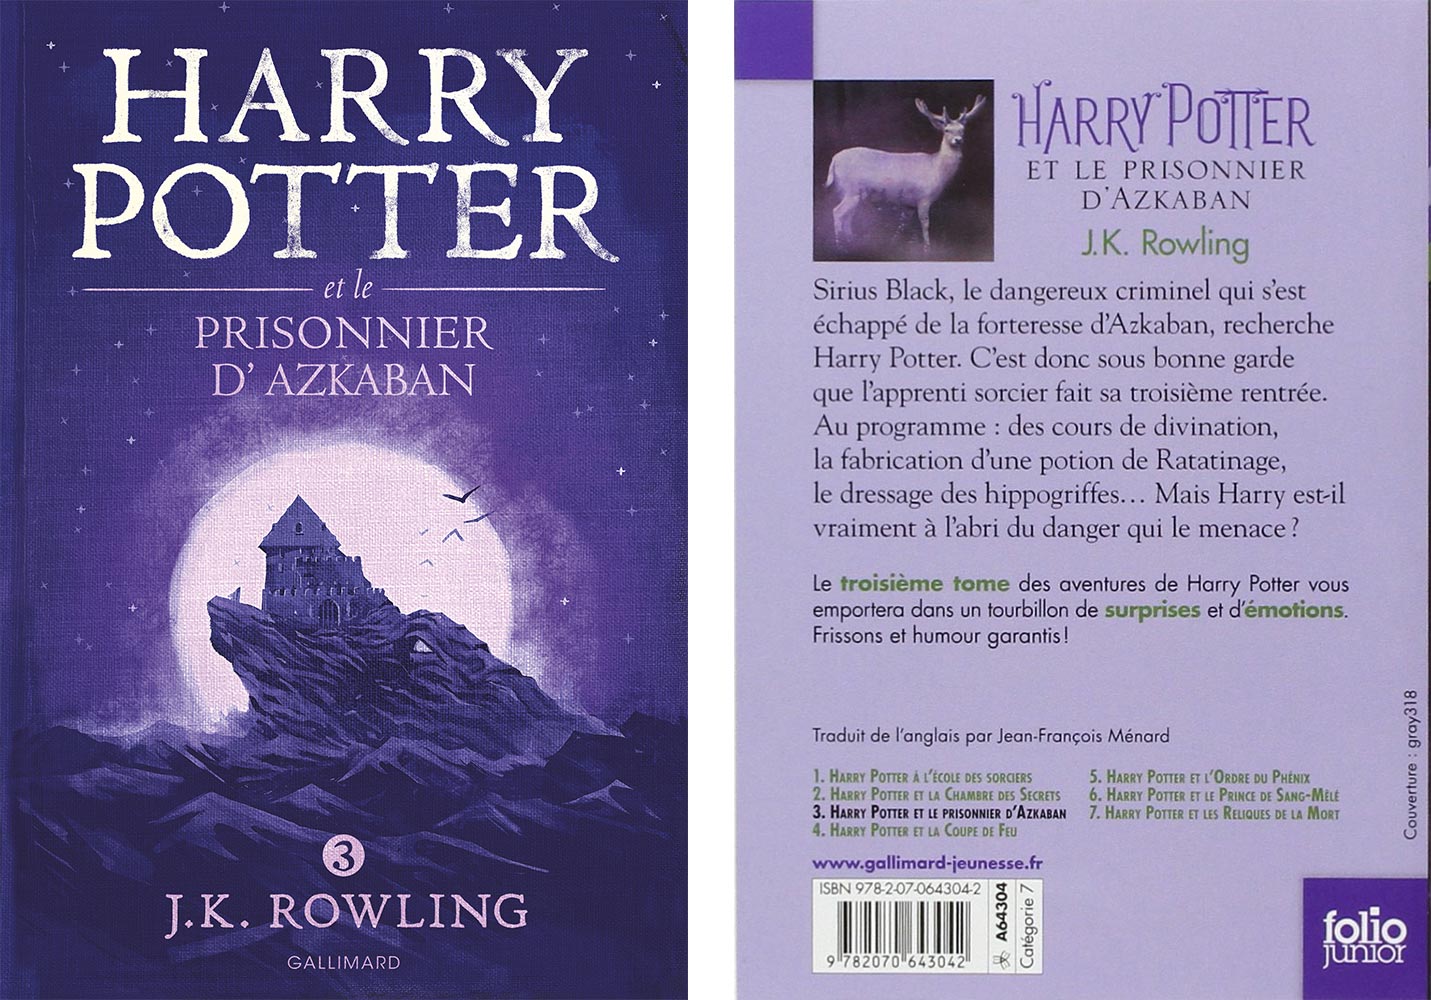 HARRY
POTTER
et le
PRISONNIER
D'AZKABAN
3
J.K. ROWLING
GALLIMARD
HARRY POTTER
ET LE PRISONNIER
D'AZKABAN
J.K. Rowling
Sirius Black, le dangereux criminel qui s'est
échappé de la forteresse d'Azkaban, recherche
Harry Potter. C'est donc sous bonne garde
que l'apprenti sorcier fait sa troisième rentrée.
Au programme : des cours de divination,
la fabrication d'une potion de Ratatinage,
le dressage des hippogriffes… Mais Harry est-il
vraiment à l'abri du danger qui le menace ?
Le troisième tome des aventures de Harry Potter vous
emportera dans un tourbillon de surprises et d'émotions.
Frissons et humour garantis !
Traduit de l'anglais par Jean-François Ménard
1. HARRY POTTER À L'ÉCOLE DES SORCIERS
2. HARRY POTTER ET LA CHAMBRE DES SECRETS
3. HARRY POTTER ET LE PRISONNIER D'AZKABAN
4. HARRY POTTER ET LA COUPE DE FEU
5. HARRY POTTER ET L'ORDRE DU PHÉNIX
6. HARRY POTTER ET LE PRINCE DE SANG-MÊLÉ
7. HARRY POTTER ET LES RELIQUES DE LA MORT
www.gallimard-jeunesse.fr
ISBN 978-2-07-064304-2
9 782070 643042
A64304
Catégorie 7
Couverture : gray318
folio
junior